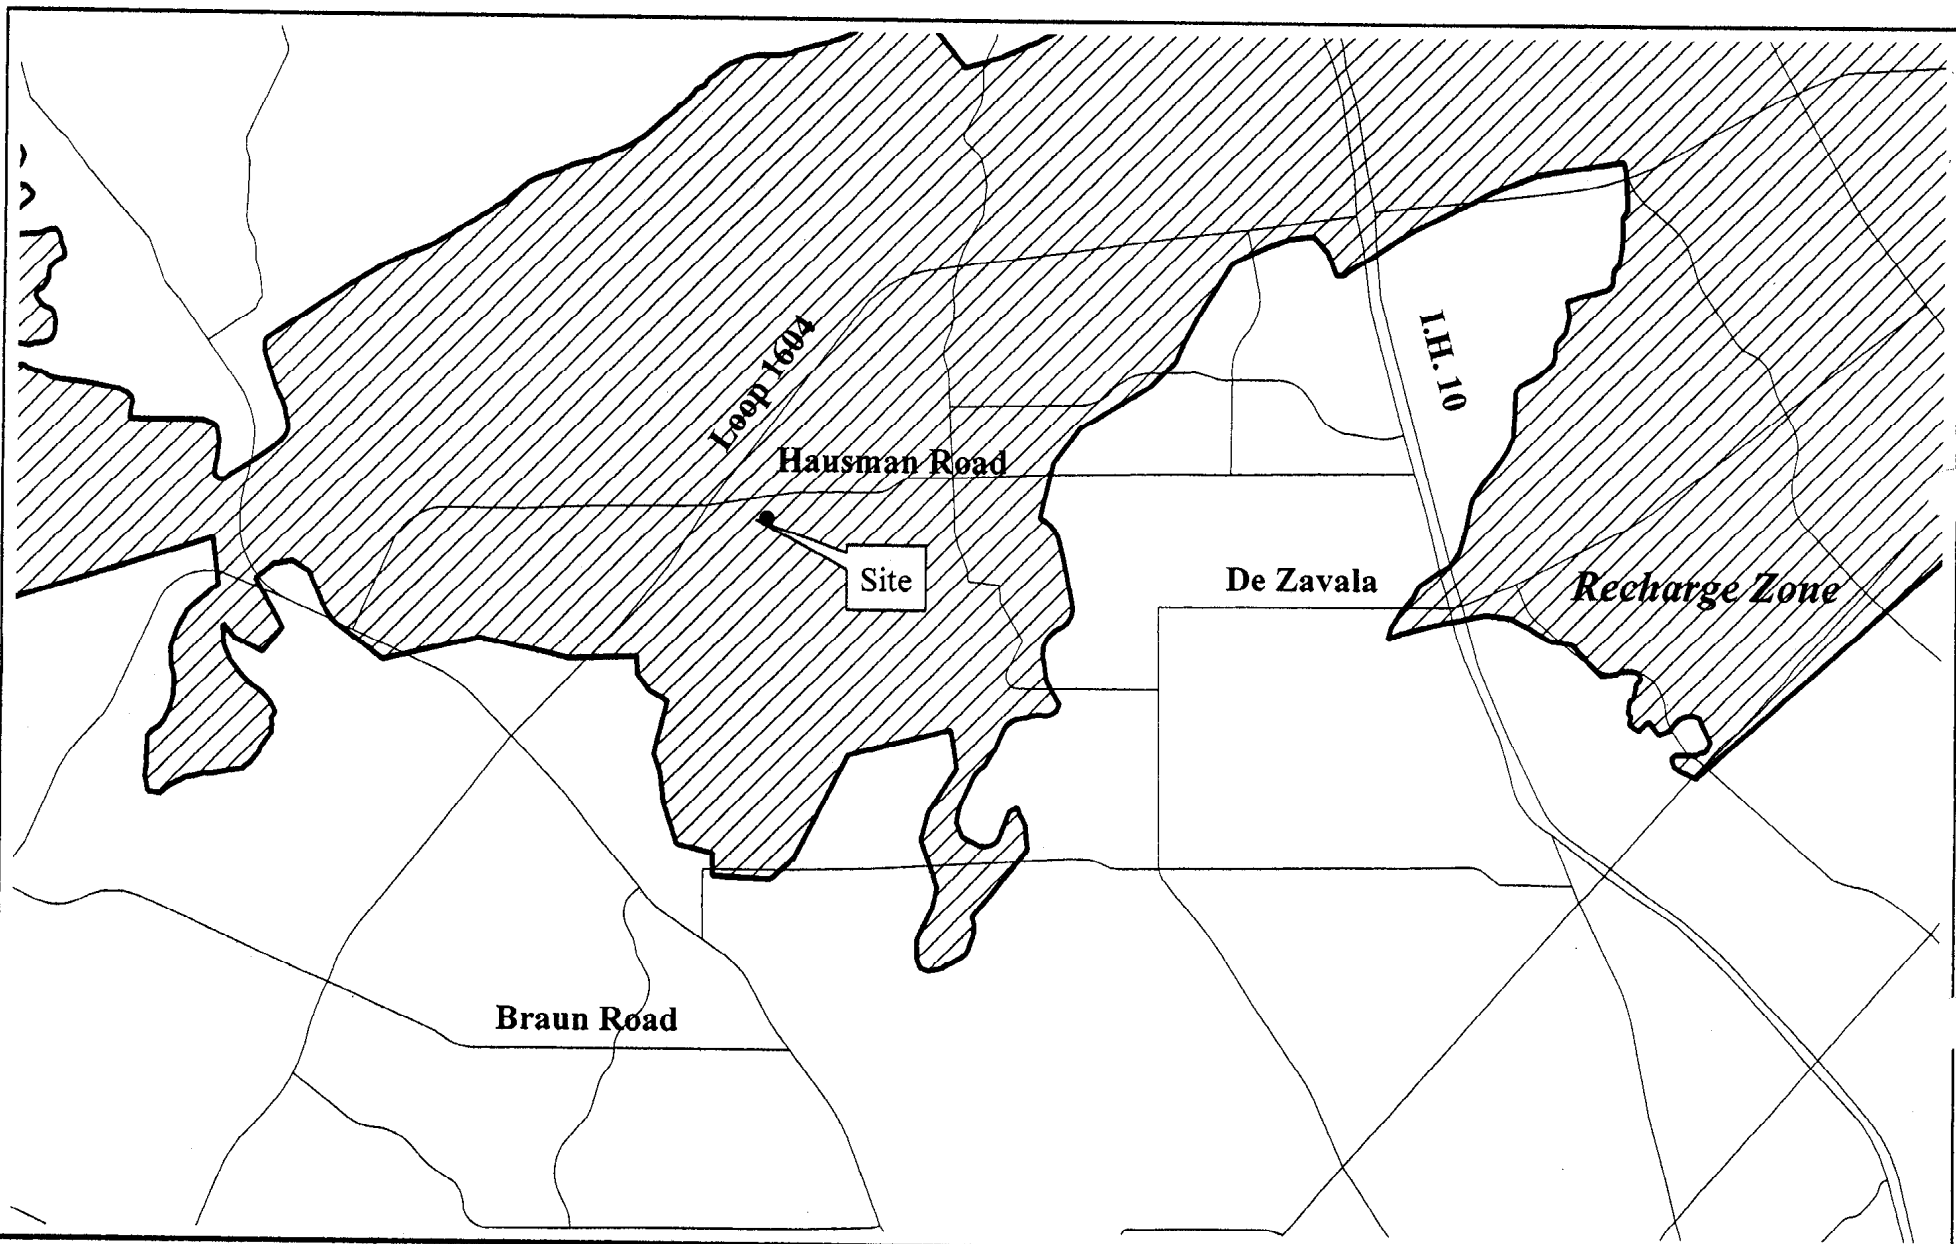 I.H. 10
Loop 1604
Hausman Road
Site
De Zavala
Recharge Zone
Braun Road